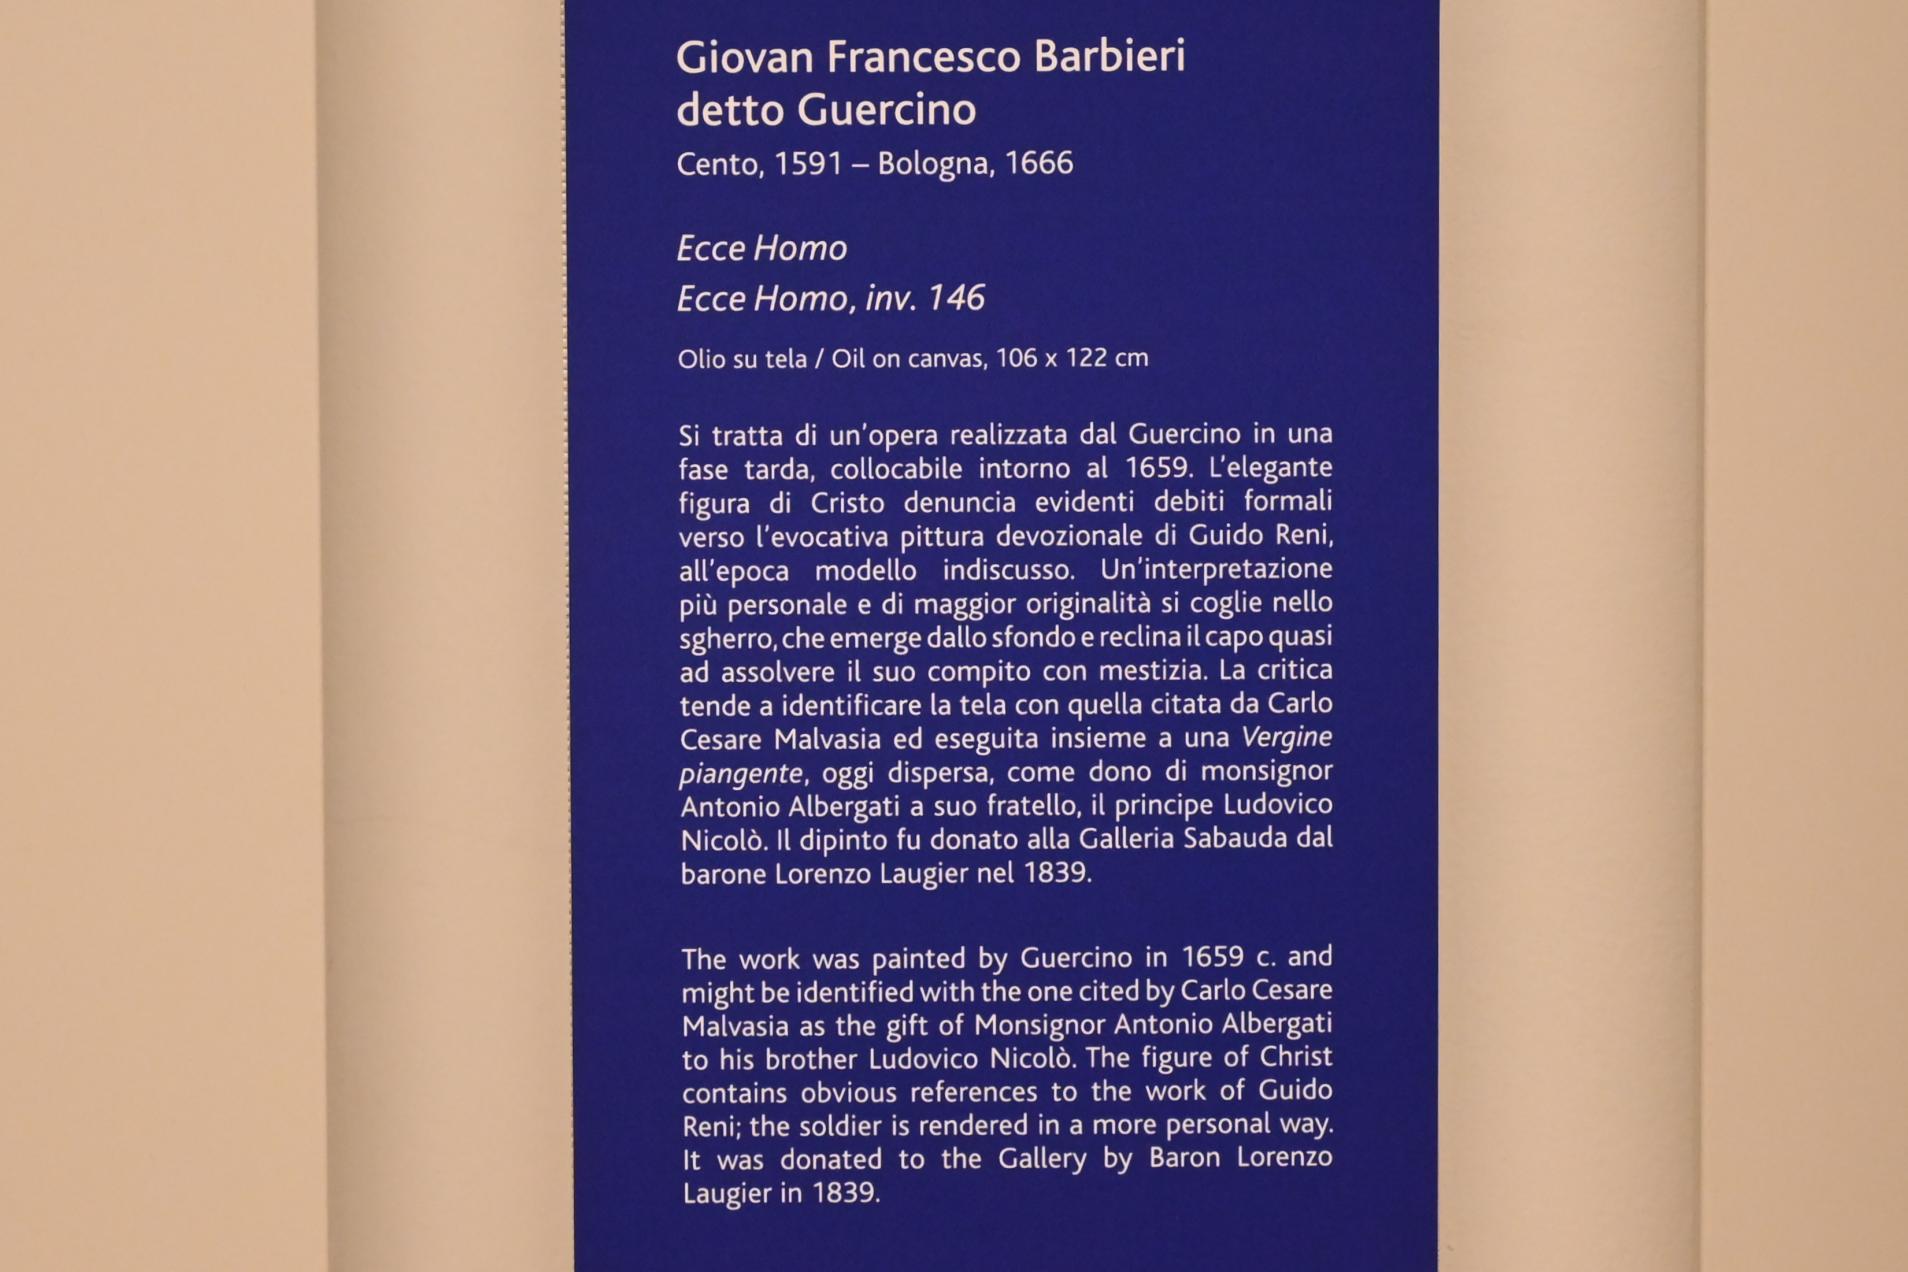 Giovan Francesco Barbieri
detto Guercino
Cento, 1591 – Bologna, 1666
Ecce Homo
Ecce Homo, inv. 146
Olio su tela / Oil on canvas, 106 x 122 cm
Si tratta di un'opera realizzata dal Guercino in una
fase tarda, collocabile intorno al 1659. L'elegante
figura di Cristo denuncia evidenti debiti formali
verso l'evocativa pittura devozionale di Guido Reni,
all'epoca modello indiscusso. Un'interpretazione
più personale e di maggior originalità si coglie nello
sgherro, che emerge dallo sfondo e reclina il capo quasi
ad assolvere il suo compito con mestizia. La critica
tende a identificare la tela con quella citata da Carlo
Cesare Malvasia ed eseguita insieme a una Vergine
piangente, oggi dispersa, come dono di monsignor
Antonio Albergati a suo fratello, il principe Ludovico
Nicolò. Il dipinto fu donato alla Galleria Sabauda dal
barone Lorenzo Laugier nel 1839.
The work was painted by Guercino in 1659 c. and
might be identified with the one cited by Carlo Cesare
Malvasia as the gift of Monsignor Antonio Albergati
to his brother Ludovico Nicolò. The figure of Christ
contains obvious references to the work of Guido
Reni; the soldier is rendered in a more personal way.
It was donated to the Gallery by Baron Lorenzo
Laugier in 1839.